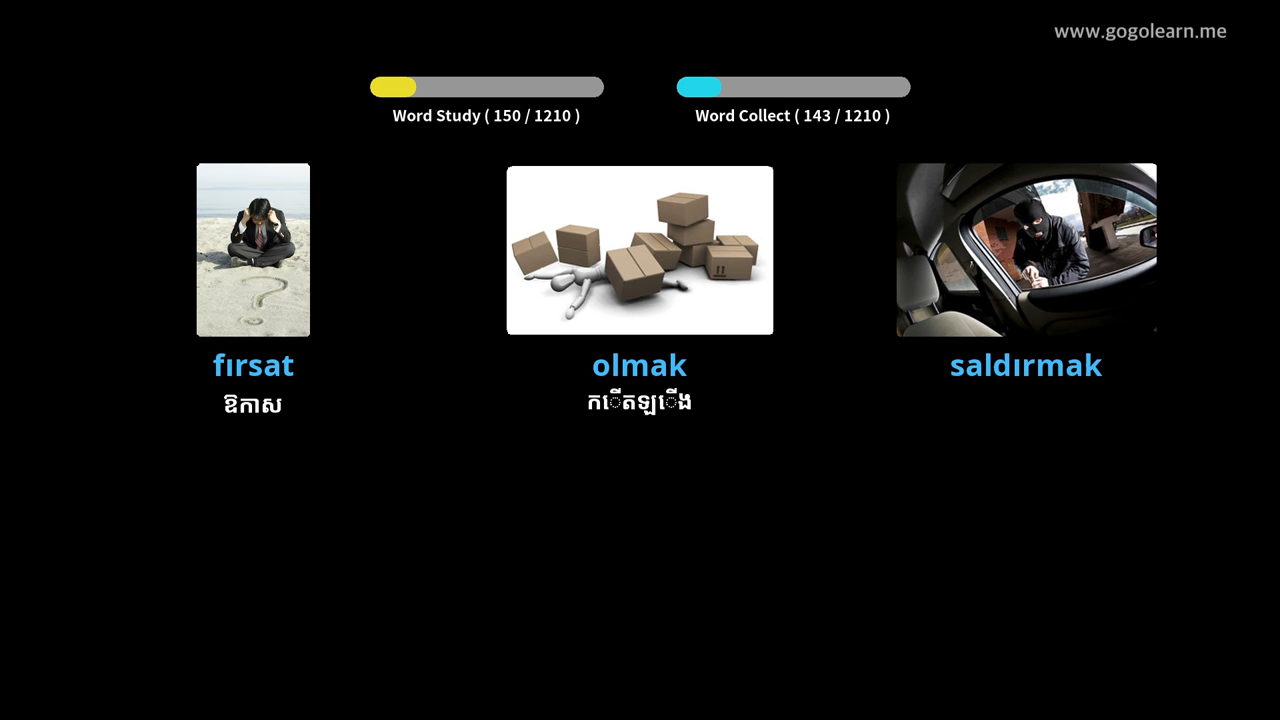 www.gogolearn.me
Word Study ( 150 / 1210 )
Word Collect ( 143 / 1210 )
fırsat
olmak
saldırmak
ឱកាស
កើតឡើង